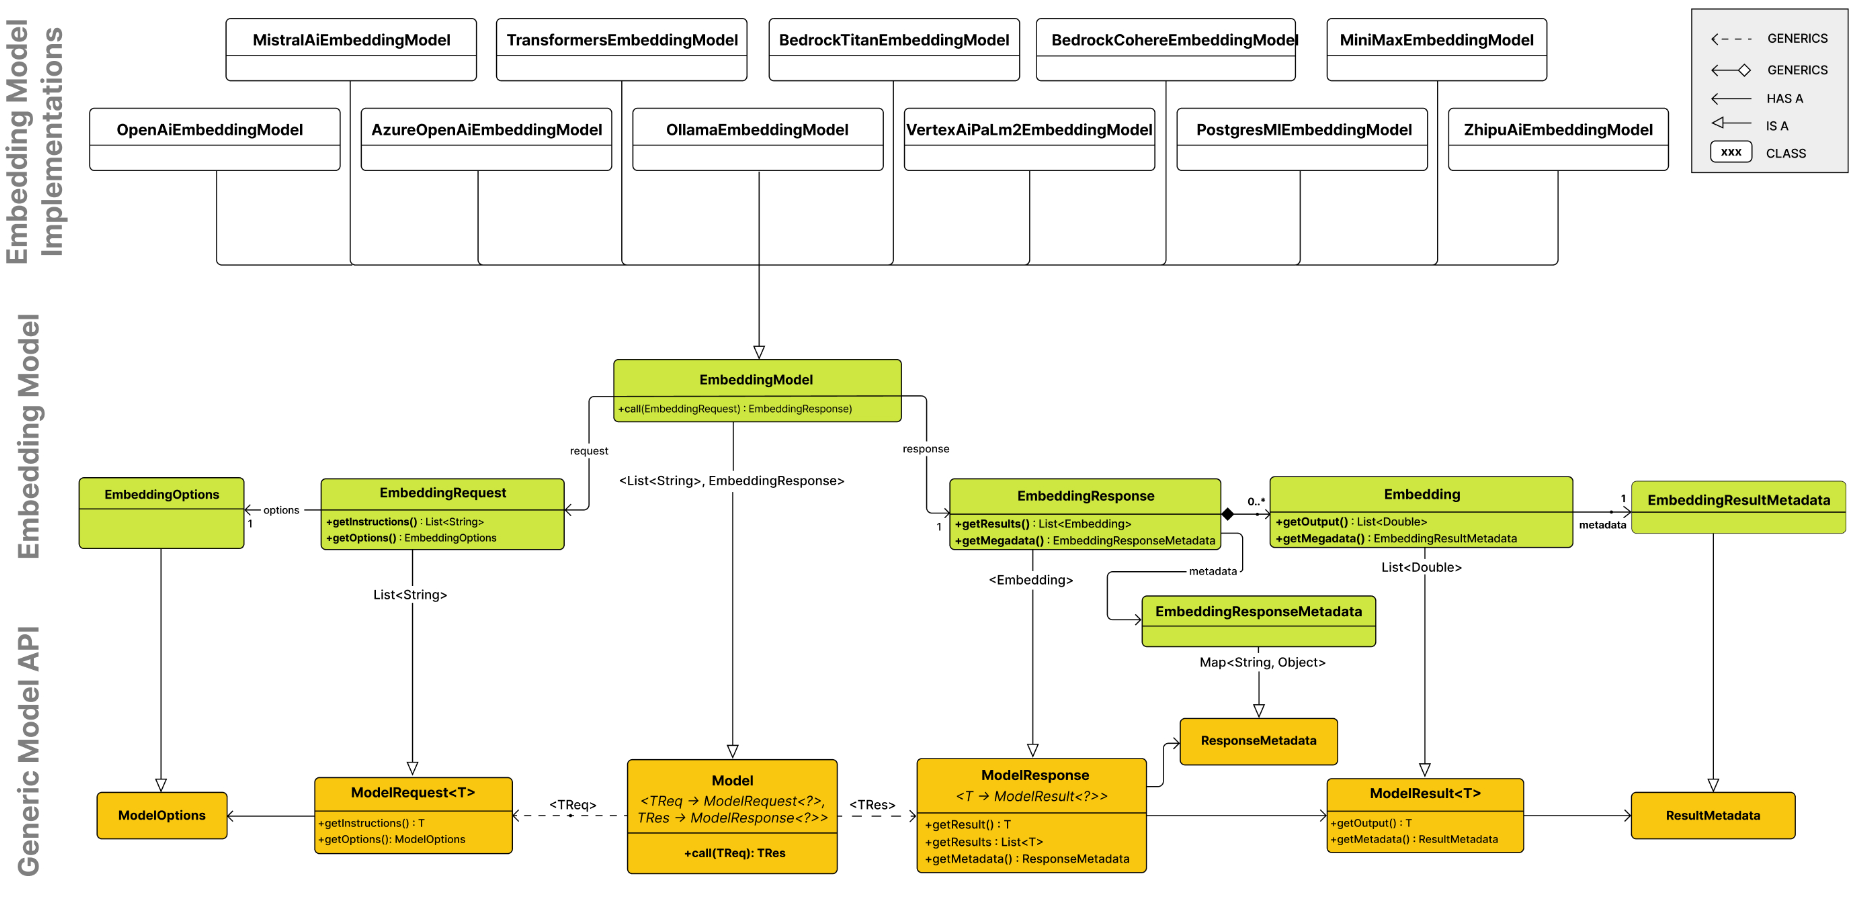 Embedding Model
Implementations
MistralAiEmbeddingModel
TransformersEmbeddingModel
BedrockTitanEmbeddingModel
BedrockCohereEmbeddingModel
MiniMaxEmbeddingModel
OpenAiEmbeddingModel
AzureOpenAiEmbeddingModel
OllamaEmbeddingModel
VertexAiPaLm2EmbeddingModel
PostgresMlEmbeddingModel
ZhipuAiEmbeddingModel
GENERICS
GENERICS
HAS A
IS A
xxx CLASS
Embedding Model
EmbeddingModel
+call(EmbeddingRequest) : EmbeddingResponse)
request
response
<List<String>, EmbeddingResponse>
EmbeddingOptions
options
1
EmbeddingRequest
+getInstructions() : List<String>
+getOptions() : EmbeddingOptions
List<String>
1
EmbeddingResponse
+getResults() : List<Embedding>
+getMegadata() : EmbeddingResponseMetadata
0..*
Embedding
+getOutput() : List<Double>
+getMegadata() : EmbeddingResultMetadata
1
metadata
EmbeddingResultMetadata
<Embedding>
metadata
List<Double>
EmbeddingResponseMetadata
Map<String, Object>
Generic Model API
ModelOptions
ModelRequest<T>
+getInstructions() : T
+getOptions(): ModelOptions
<TReq>
Model
<TReq → ModelRequest<?>,
TRes → ModelResponse<?>>
+call(TReq): TRes
<TRes>
ModelResponse
<T → ModelResult<?>>
+getResult() : T
+getResults : List<T>
+getMetadata() : ResponseMetadata
ResponseMetadata
ModelResult<T>
+getOutput() : T
+getMetadata() : ResultMetadata
ResultMetadata